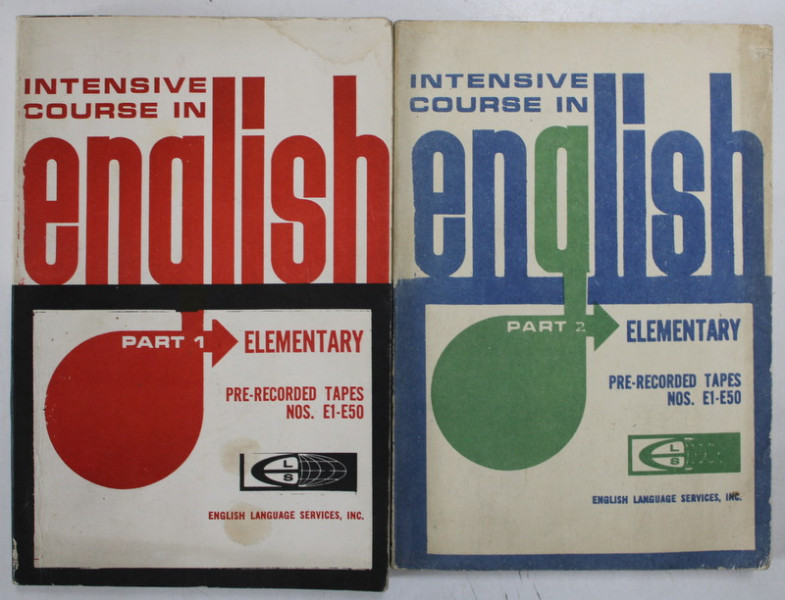 INTENSIVE
COURSE IN
english
PART 1
ELEMENTARY
PRE-RECORDED TAPES
NOS. E1-E50
ELS
ENGLISH LANGUAGE SERVICES, INC.
INTENSIVE
COURSE IN
english
PART 2
ELEMENTARY
PRE-RECORDED TAPES
NOS. E1-E50
ELS
ENGLISH LANGUAGE SERVICES, INC.